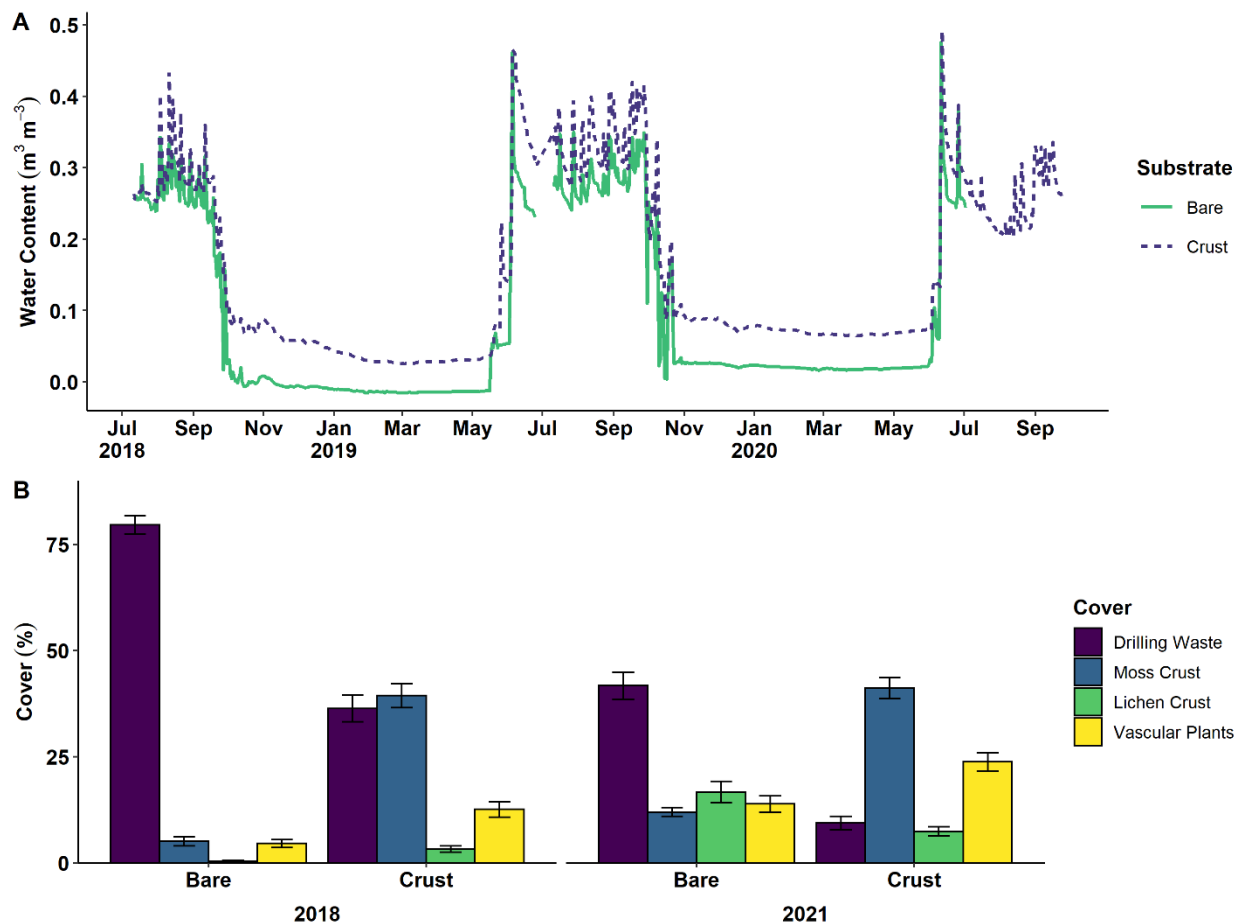 A
Water Content (m³ m⁻³)
0.5
0.4
0.3
0.2
0.1
0.0
Jul Sep Nov Jan Mar May Jul Sep Nov Jan Mar May Jul Sep
2018 2019 2020
Substrate
Bare
Crust
B
Cover (%)
75
50
25
0
Bare Crust Bare Crust
2018 2021
Cover
Drilling Waste
Moss Crust
Lichen Crust
Vascular Plants